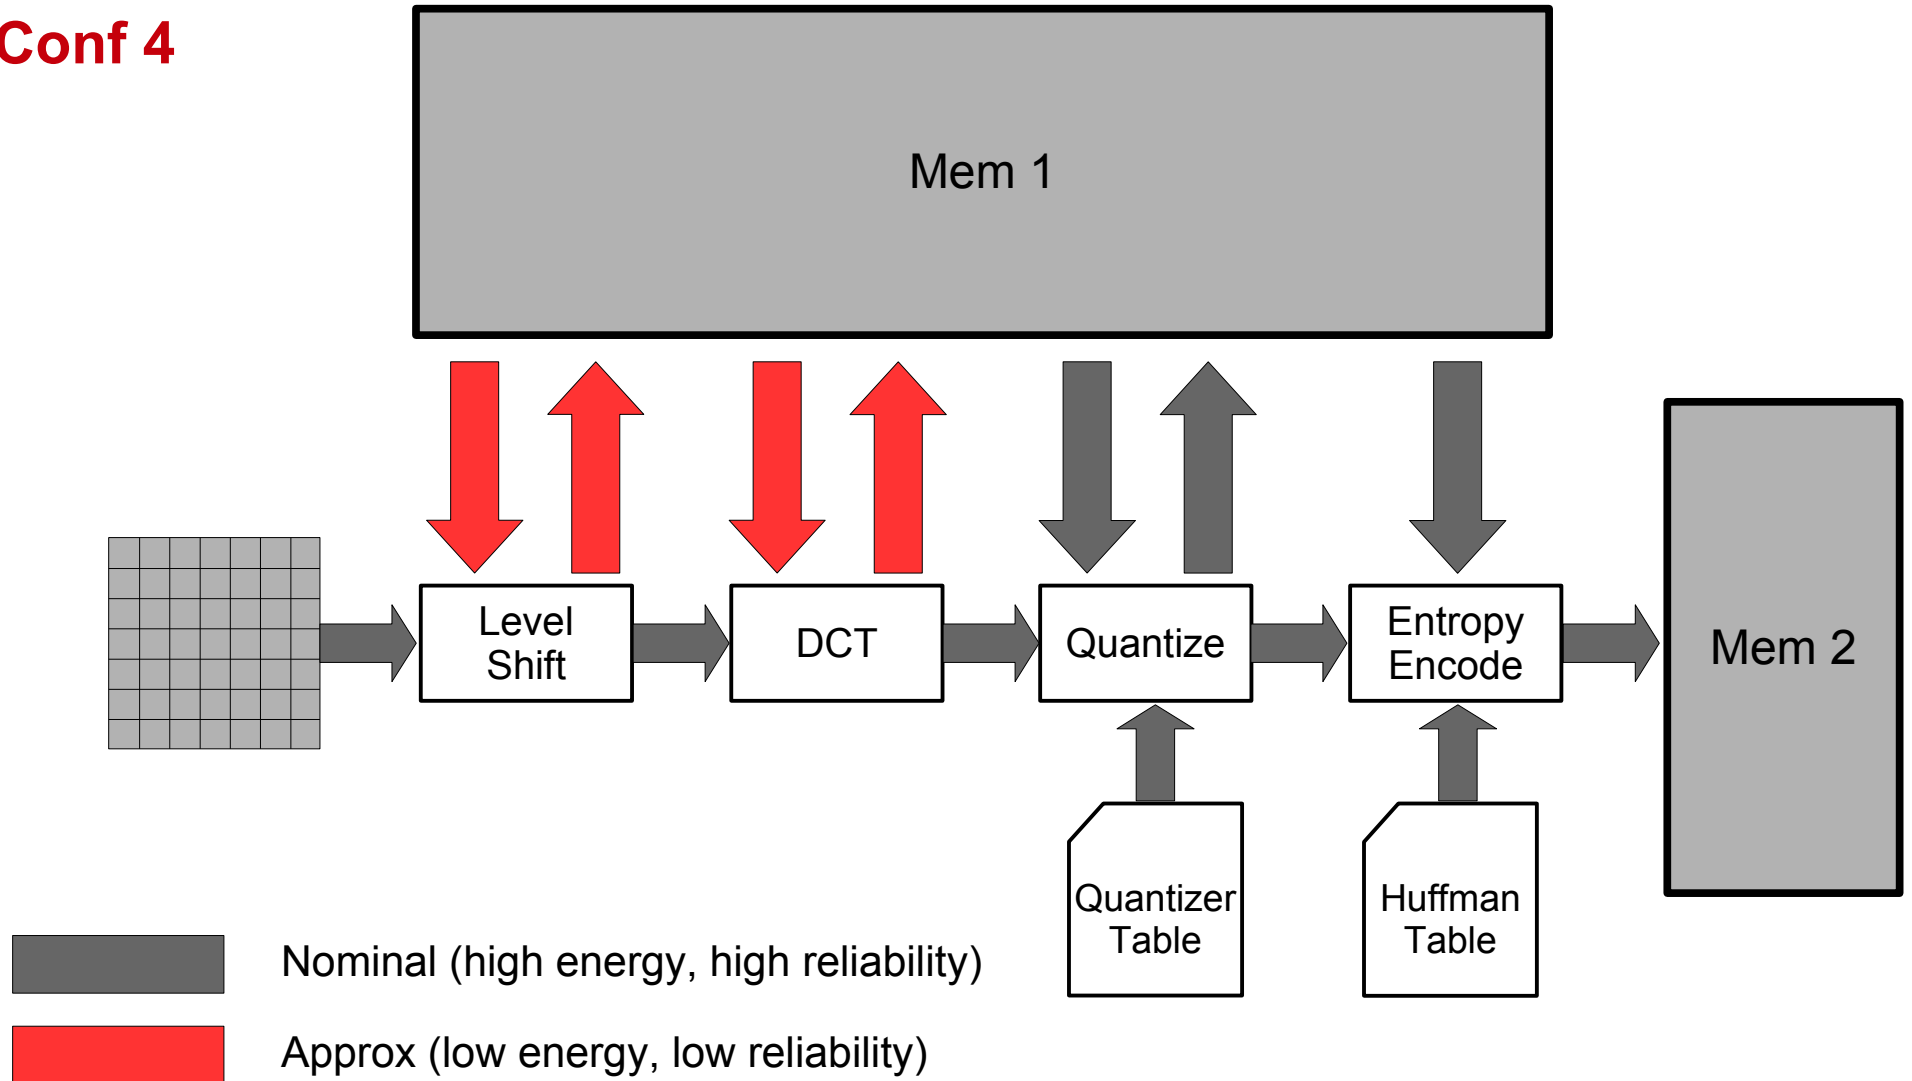 Conf 4
Mem 1
Level
Shift
DCT
Quantize
Entropy
Encode
Mem 2
Quantizer
Table
Huffman
Table
Nominal (high energy, high reliability)
Approx (low energy, low reliability)